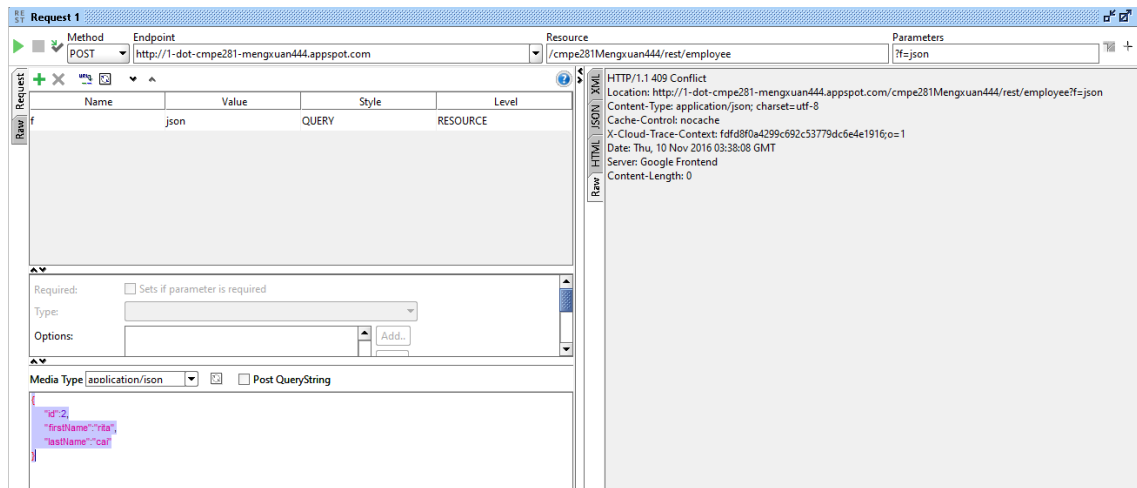 RE ST Request 1
Method Endpoint Resource Parameters
POST http://1-dot-cmpe281-mengxuan444.appspot.com /cmpe281Mengxuan444/rest/employee ?f=json
Request
Raw
Name Value Style Level
f json QUERY RESOURCE
Required: Sets if parameter is required
Type:
Options: Add..
Media Type application/json Post QueryString
{
"id":2,
"firstName":"rita",
"lastName":"cai"
}
XML
JSON
HTML
Raw
HTTP/1.1 409 Conflict
Location: http://1-dot-cmpe281-mengxuan444.appspot.com/cmpe281Mengxuan444/rest/employee?f=json
Content-Type: application/json; charset=utf-8
Cache-Control: nocache
X-Cloud-Trace-Context: fdfd8f0a4299c692c53779dc6e4e1916;o=1
Date: Thu, 10 Nov 2016 03:38:08 GMT
Server: Google Frontend
Content-Length: 0